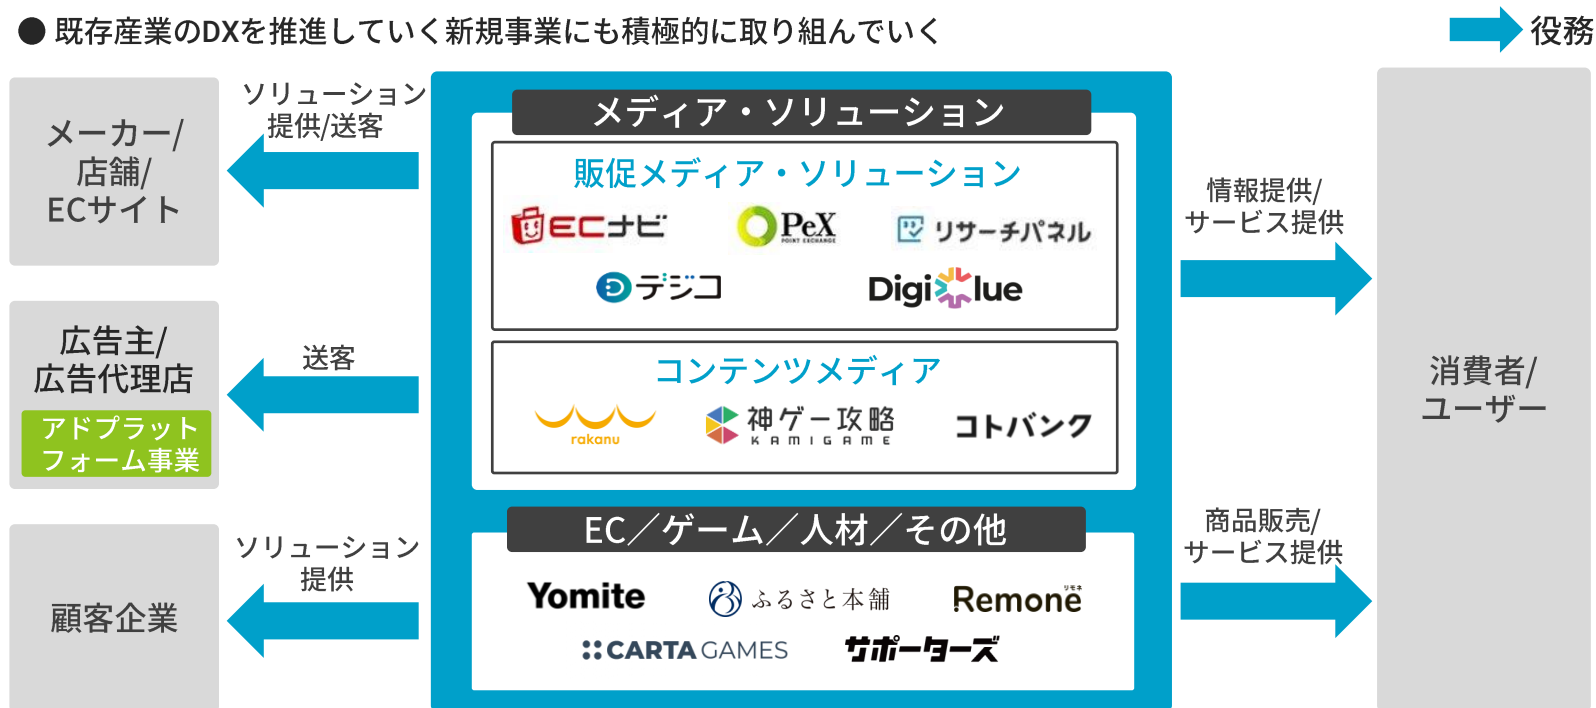 ● 既存産業のDXを推進していく新規事業にも積極的に取り組んでいく
役務
メーカー/
店舗/
ECサイト
ソリューション
提供/送客
広告主/
広告代理店
アドプラット
フォーム事業
送客
顧客企業
ソリューション
提供
メディア・ソリューション
販促メディア・ソリューション
ECナビ
PeX
POINT EXCHANGE
リサーチパネル
デジコ
Digiclue
コンテンツメディア
rakanu
神ゲー攻略
KAMIGAME
コトバンク
EC／ゲーム／人材／その他
Yomite
ふるさと本舗
リモネ
Remone
CARTA GAMES
サポーターズ
情報提供/
サービス提供
商品販売/
サービス提供
消費者/
ユーザー